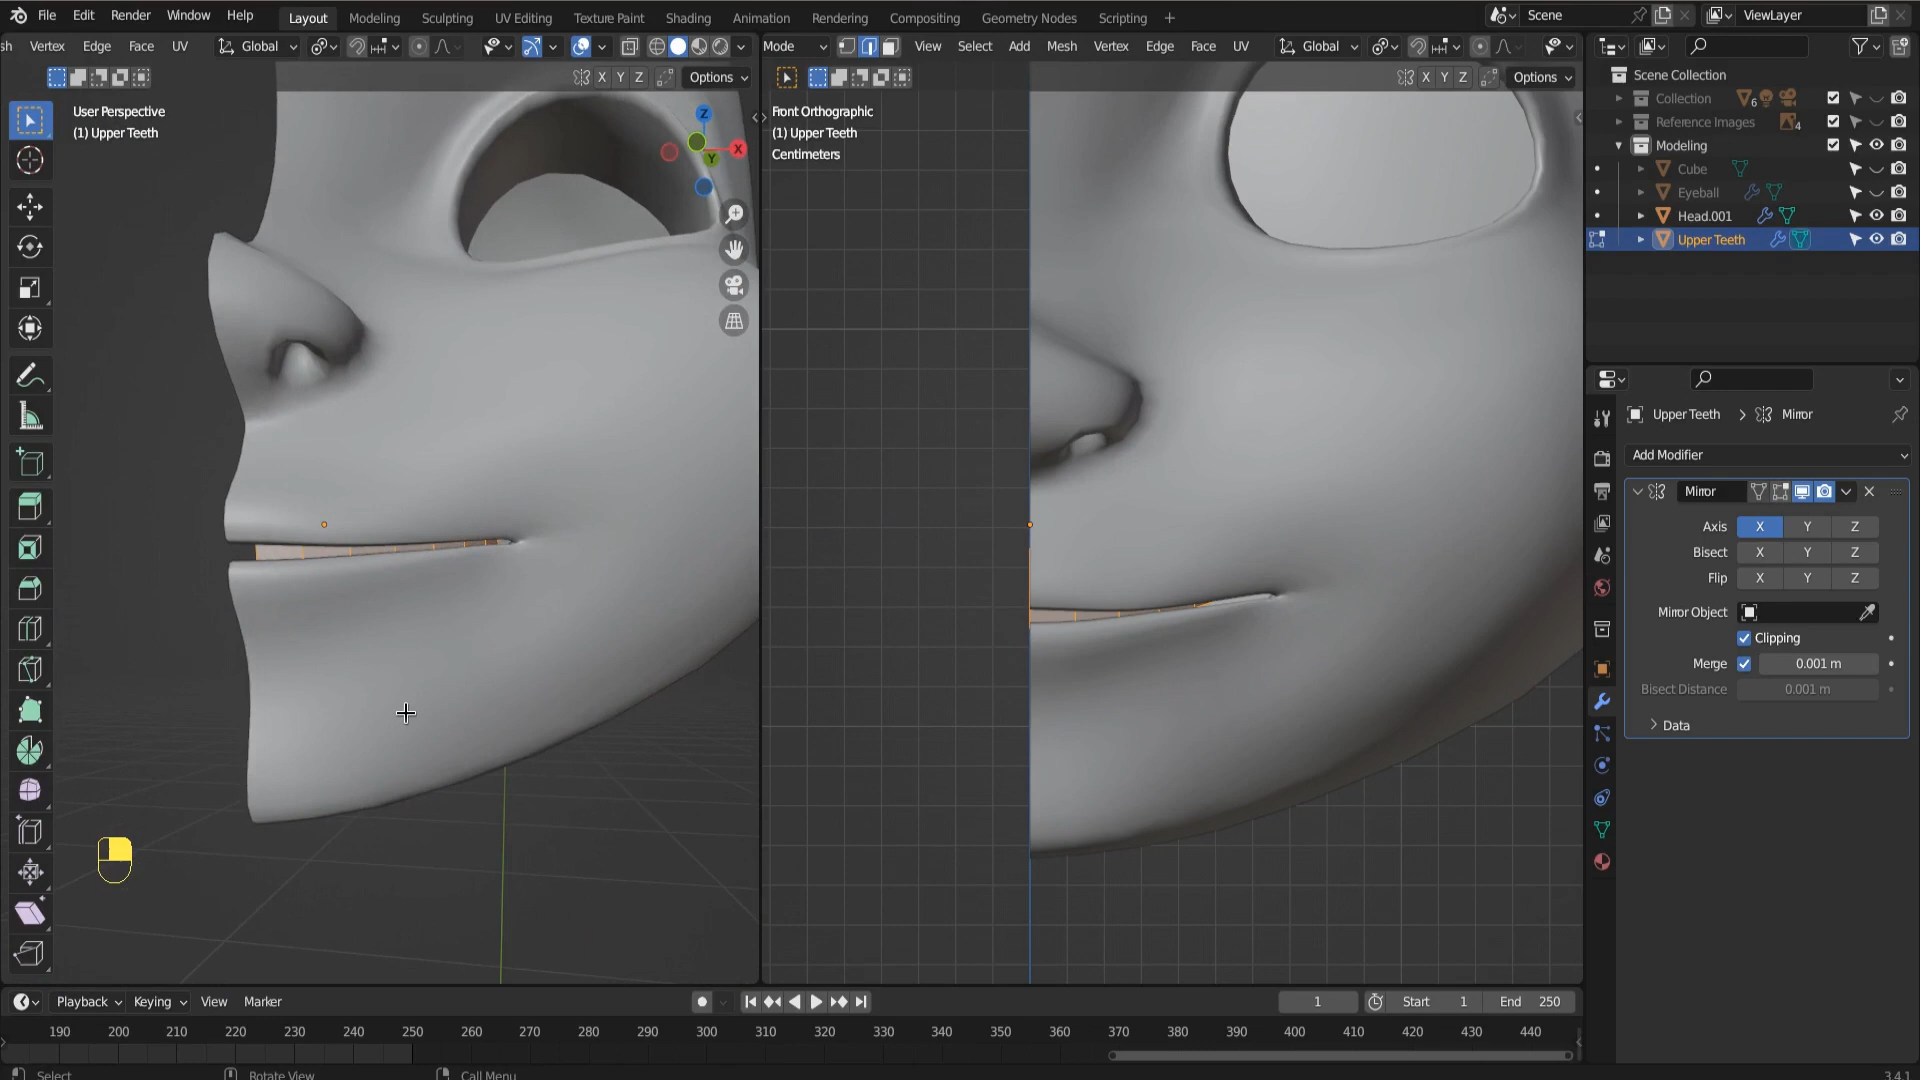 File Edit Render Window Help Layout Modeling Sculpting UV Editing Texture Paint Shading Animation Rendering Compositing Geometry Nodes Scripting + Scene ViewLayer
sh Vertex Edge Face UV Global Mode View Select Add Mesh Vertex Edge Face UV Global
X Y Z Options X Y Z Options
User Perspective
(1) Upper Teeth
Z
X
Y
Front Orthographic
(1) Upper Teeth
Centimeters
Scene Collection
Collection 6
Reference Images 4
Modeling
Cube
Eyeball
Head.001
Upper Teeth
Upper Teeth > Mirror
Add Modifier
Mirror
Axis X Y Z
Bisect X Y Z
Flip X Y Z
Mirror Object
Clipping
Merge 0.001 m
Bisect Distance 0.001 m
Data
Playback Keying View Marker 1 Start 1 End 250
190 200 210 220 230 240 250 260 270 280 290 300 310 320 330 340 350 360 370 380 390 400 410 420 430 440
Select Rotate View Call Menu 3.4.1